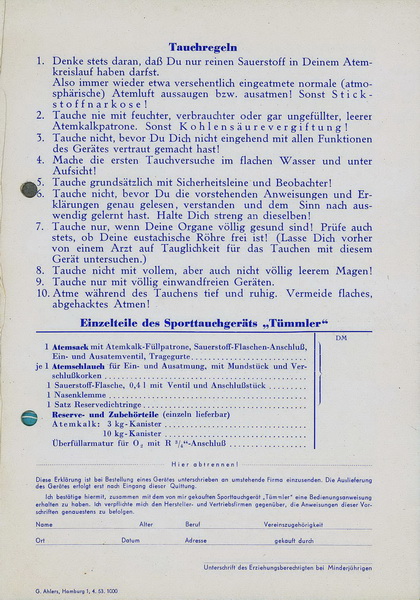 Tauchregeln
1. Denke stets daran, daß Du nur reinen Sauerstoff in Deinem Atem-
kreislauf haben darfst.
Also immer wieder etwa versehentlich eingeatmete normale (atmo-
sphärische) Atemluft aussaugen bzw. ausatmen! Sonst Stick-
stoffnarkose!
2. Tauche nie mit feuchter, verbrauchter oder gar ungefüllter, leerer
Atemkalkpatrone. Sonst Kohlensäurevergiftung!
3. Tauche nicht, bevor Du Dich nicht eingehend mit allen Funktionen
des Gerätes vertraut gemacht hast!
4. Mache die ersten Tauchversuche im flachen Wasser und unter
Aufsicht!
5. Tauche grundsätzlich mit Sicherheitsleine und Beobachter!
6. Tauche nicht, bevor Du die vorstehenden Anweisungen und Er-
klärungen genau gelesen, verstanden und dem Sinn nach aus-
wendig gelernt hast. Halte Dich streng an dieselben!
7. Tauche nur, wenn Deine Organe völlig gesund sind! Prüfe auch
stets, ob Deine eustachische Röhre frei ist! (Lasse Dich vorher
von einem Arzt auf Tauglichkeit für das Tauchen mit diesem
Gerät untersuchen.)
8. Tauche nicht mit vollem, aber auch nicht völlig leerem Magen!
9. Tauche nur mit völlig einwandfreien Geräten.
10. Atme während des Tauchens tief und ruhig. Vermeide flaches,
abgehacktes Atmen!
Einzelteile des Sporttauchgeräts „Tümmler"
DM
1 Atemsack mit Atemkalk-Füllpatrone, Sauerstoff-Flaschen-Anschluß,
Ein- und Ausatemventil, Tragegurte
je 1 Atemschlauch für Ein- und Ausatmung, mit Mundstück und Ver-
schlußkorken
1 Sauerstoff-Flasche, 0,4 l mit Ventil und Anschlußstück
1 Nasenklemme
1 Satz Reservedichtringe
Reserve- und Zubehörteile (einzeln lieferbar)
Atemkalk: 3 kg-Kanister
10 kg-Kanister
Überfüllarmatur für O₂ mit R ³/₄"-Anschluß
Hier abtrennen!
Diese Erklärung ist bei Bestellung eines Gerätes unterschrieben an umstehende Firma einzusenden. Die Auslieferung
des Gerätes erfolgt erst nach Eingang dieser Quittung.
Ich bestätige hiermit, zusammen mit dem von mir gekauften Sporttauchgerät „Tümmler" eine Bedienungsanweisung
erhalten zu haben. Ich verpflichte mich den Hersteller- und Vertriebsfirmen gegenüber, die Anweisungen dieser Vor-
schriften genauestens zu befolgen.
Name Alter Beruf Vereinszugehörigkeit
Ort Datum Adresse gekauft durch
Unterschrift des Erziehungsberechtigten bei Minderjährigen
G. Ahlers, Hamburg 1, 4. 53. 1000